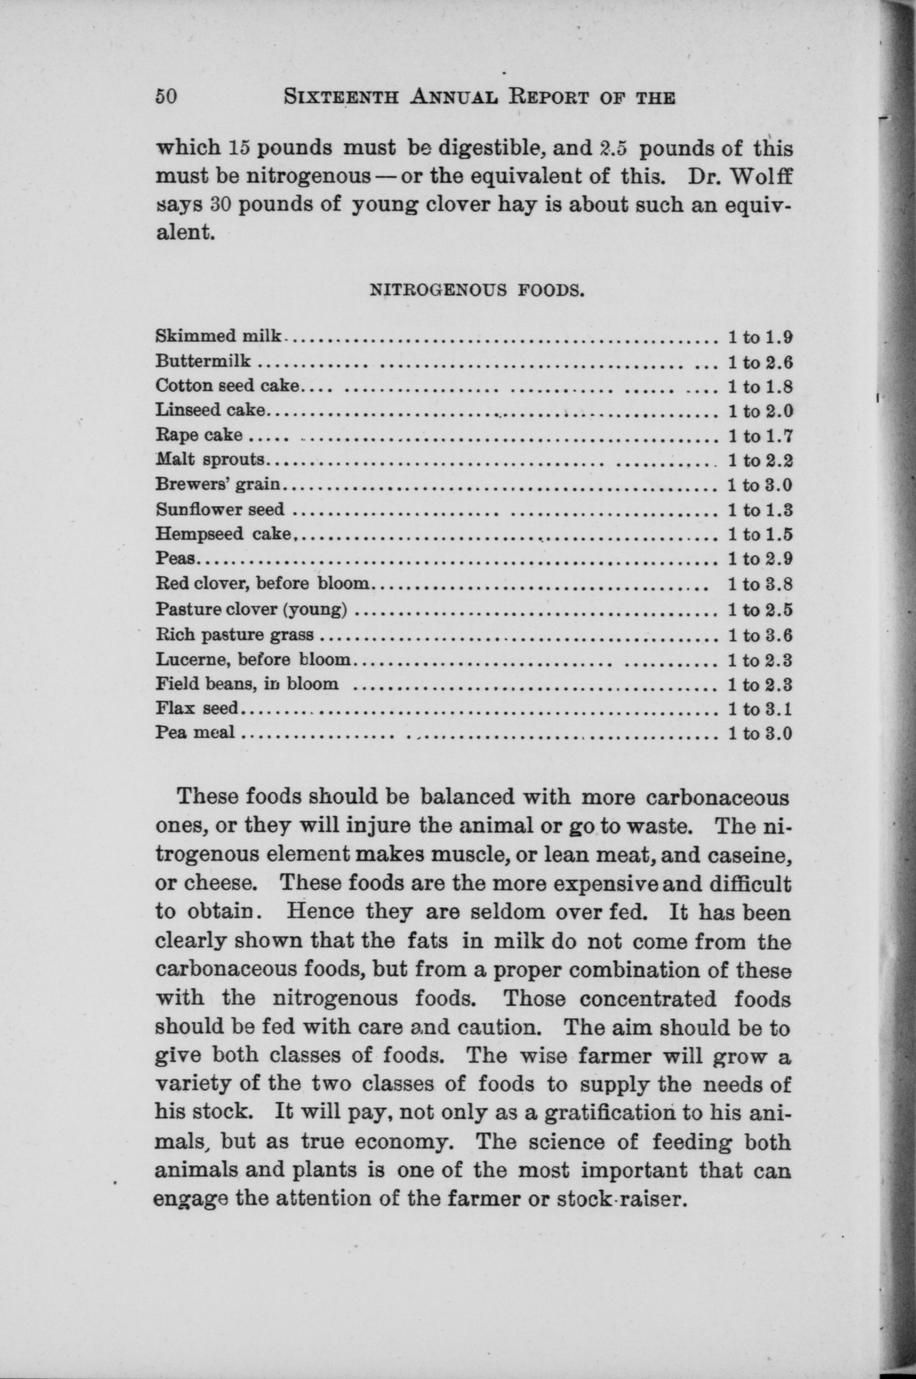 50 SIXTEENTH ANNUAL REPORT OF THE
which 15 pounds must be digestible, and 2.5 pounds of this
must be nitrogenous — or the equivalent of this. Dr. Wolff
says 30 pounds of young clover hay is about such an equiv-
alent.
NITROGENOUS FOODS.
Skimmed milk........................................ 1 to 1.9
Buttermilk ........................................ 1 to 2.6
Cotton seed cake........................................ 1 to 1.8
Linseed cake........................................ 1 to 2.0
Rape cake ........................................ 1 to 1.7
Malt sprouts........................................ 1 to 2.2
Brewers' grain........................................ 1 to 3.0
Sunflower seed ........................................ 1 to 1.3
Hempseed cake........................................ 1 to 1.5
Peas........................................ 1 to 2.9
Red clover, before bloom........................................ 1 to 3.8
Pasture clover (young) ........................................ 1 to 2.5
Rich pasture grass ........................................ 1 to 3.6
Lucerne, before bloom........................................ 1 to 2.3
Field beans, in bloom ........................................ 1 to 2.3
Flax seed........................................ 1 to 3.1
Pea meal ........................................ 1 to 3.0
These foods should be balanced with more carbonaceous
ones, or they will injure the animal or go to waste. The ni-
trogenous element makes muscle, or lean meat, and caseine,
or cheese. These foods are the more expensive and difficult
to obtain. Hence they are seldom over fed. It has been
clearly shown that the fats in milk do not come from the
carbonaceous foods, but from a proper combination of these
with the nitrogenous foods. Those concentrated foods
should be fed with care and caution. The aim should be to
give both classes of foods. The wise farmer will grow a
variety of the two classes of foods to supply the needs of
his stock. It will pay, not only as a gratification to his ani-
mals, but as true economy. The science of feeding both
animals and plants is one of the most important that can
engage the attention of the farmer or stock-raiser.